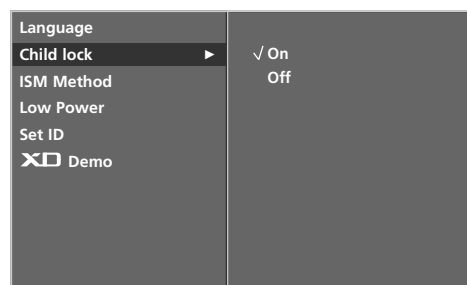 Language
Child lock ►
√ On
Off
ISM Method
Low Power
Set ID
XD Demo